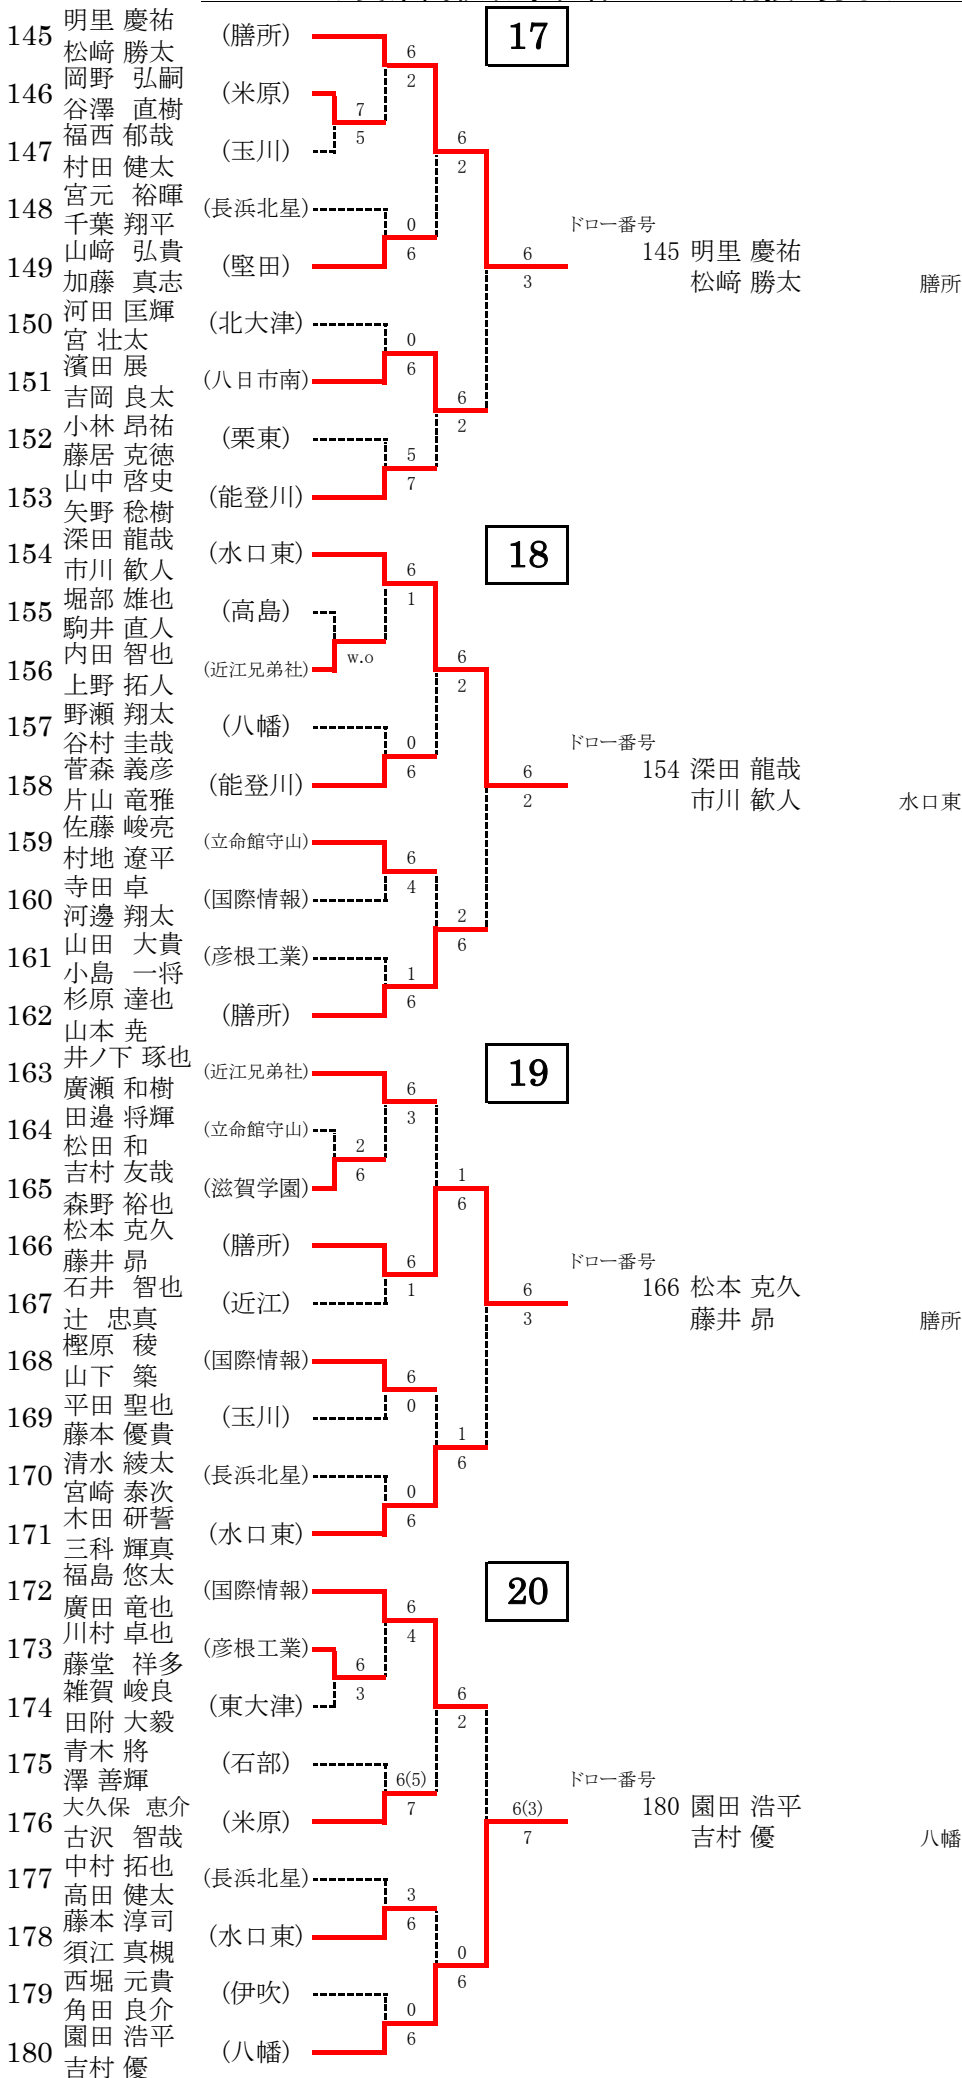 17
145 明里 慶祐 (膳所)
松﨑 勝太
6
2
146 岡野 弘嗣 (米原)
谷澤 直樹
7
5
147 福西 郁哉 (玉川)
村田 健太
6
2
148 宮元 裕暉 (長浜北星)
千葉 翔平
0
6
149 山﨑 弘貴 (堅田)
加藤 真志
6
3
ドロー番号
145 明里 慶祐
松﨑 勝太 膳所
150 河田 匡輝 (北大津)
宮 壮太
0
6
151 濱田 展 (八日市南)
吉岡 良太
6
2
152 小林 昂祐 (栗東)
藤居 克徳
5
7
153 山中 啓史 (能登川)
矢野 稔樹
18
154 深田 龍哉 (水口東)
市川 歓人
6
1
155 堀部 雄也 (高島)
駒井 直人
w.o
156 内田 智也 (近江兄弟社)
上野 拓人
6
2
157 野瀬 翔太 (八幡)
谷村 圭哉
0
6
158 菅森 義彦 (能登川)
片山 竜雅
6
2
ドロー番号
154 深田 龍哉
市川 歓人 水口東
159 佐藤 峻亮 (立命館守山)
村地 遼平
6
4
160 寺田 卓 (国際情報)
河邊 翔太
2
6
161 山田 大貴 (彦根工業)
小島 一将
1
6
162 杉原 達也 (膳所)
山本 尭
19
163 井ノ下 琢也 (近江兄弟社)
廣瀬 和樹
6
3
164 田邉 将輝 (立命館守山)
松田 和
2
6
165 吉村 友哉 (滋賀学園)
森野 裕也
1
6
166 松本 克久 (膳所)
藤井 昴
6
1
167 石井 智也 (近江)
辻 忠真
6
3
ドロー番号
166 松本 克久
藤井 昴 膳所
168 樫原 稜 (国際情報)
山下 築
6
0
169 平田 聖也 (玉川)
藤本 優貴
1
6
170 清水 綾太 (長浜北星)
宮崎 泰次
0
6
171 木田 研誓 (水口東)
三科 輝真
20
172 福島 悠太 (国際情報)
廣田 竜也
6
4
173 川村 卓也 (彦根工業)
藤堂 祥多
6
3
174 雑賀 峻良 (東大津)
田附 大毅
6
2
175 青木 將 (石部)
澤 善輝
6(5)
7
176 大久保 恵介 (米原)
古沢 智哉
6(3)
7
ドロー番号
180 園田 浩平
吉村 優 八幡
177 中村 拓也 (長浜北星)
高田 健太
3
6
178 藤本 淳司 (水口東)
須江 真槻
0
6
179 西堀 元貴 (伊吹)
角田 良介
0
6
180 園田 浩平 (八幡)
吉村 優